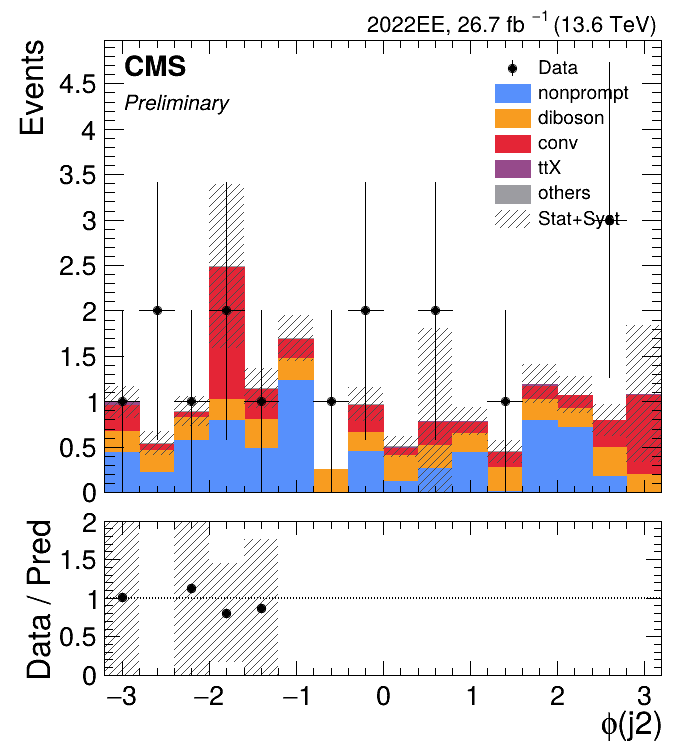 2022EE, 26.7 fb⁻¹ (13.6 TeV)
CMS
Preliminary
Events
Data
nonprompt
diboson
conv
ttX
others
Stat+Syst
4.5
4
3.5
3
2.5
2
1.5
1
0.5
0
Data / Pred
2
1.5
1
0.5
0
−3 −2 −1 0 1 2 3
ϕ(j2)